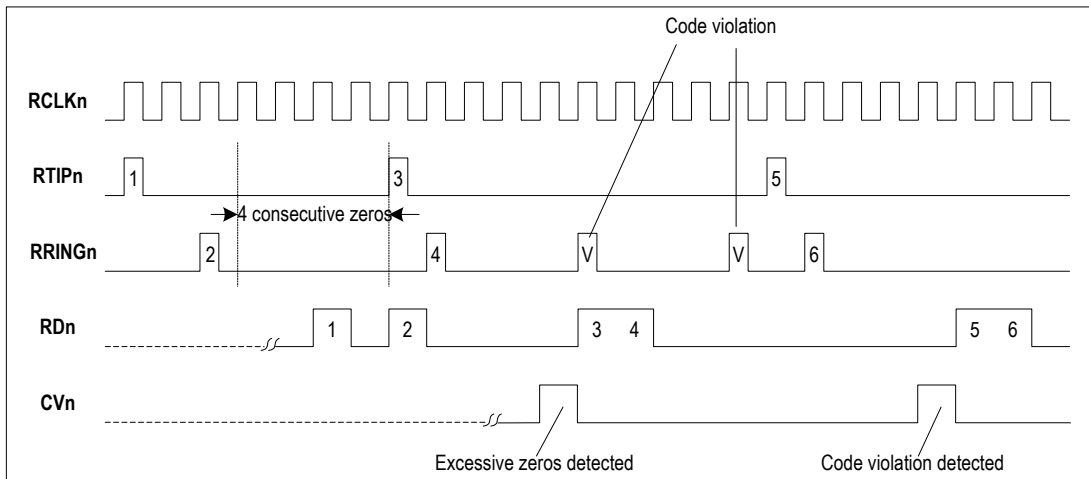 Code violation
RCLKn
RTIPn
1
3
5
4 consecutive zeros
RRINGn
2
4
V
V
6
RDn
1
2
3 4
5 6
CVn
Excessive zeros detected
Code violation detected